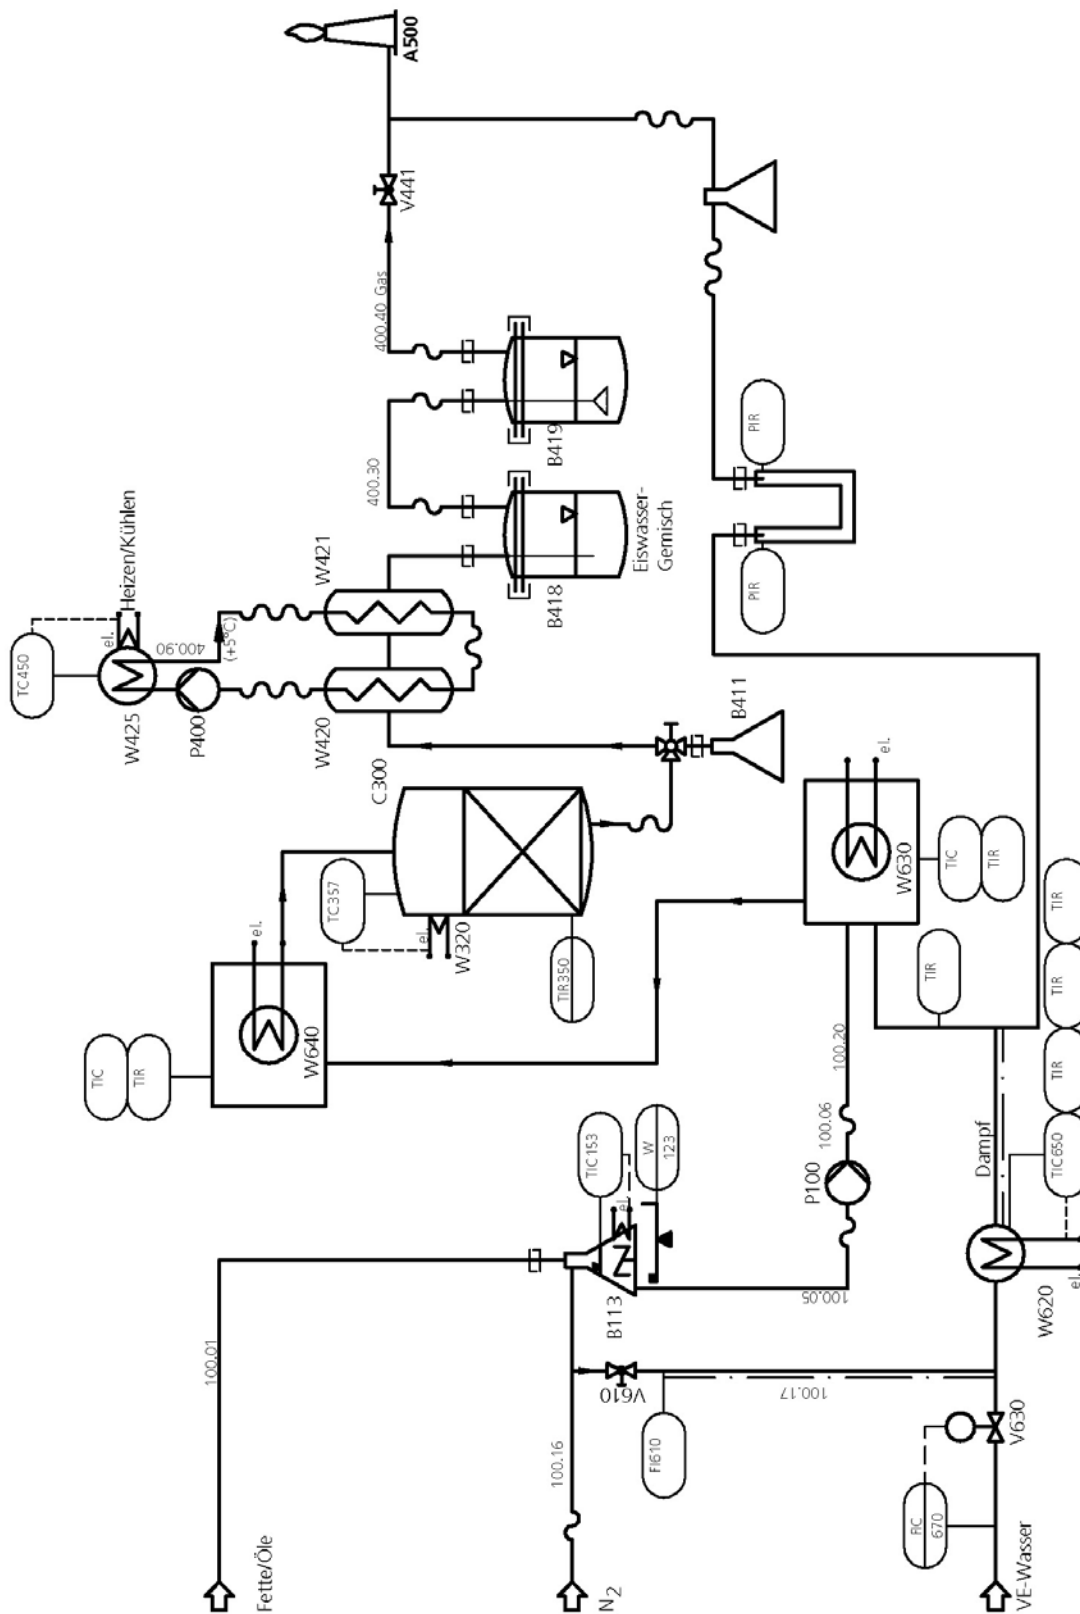 Fette/Öle
N2
VE-Wasser
100.01
100.16
FIC
670
V630
FI610
V610
100.17
B113
el.
TIC153
W
123
100.05
P100
100.06
100.20
W620
el.
Dampf
TIC650
TIR
TIR
TIR
TIR
TIC
TIR
W640
el.
TC357
el.
W320
TIR350
C300
W630
el.
TIC
TIR
B411
TC450
W425
el.
Heizen/Kühlen
400.90
P400
(+5°C)
W420
W421
B418
Eiswasser-
Gemisch
400.30
B419
400.40 Gas
PIR
PIR
V441
A500